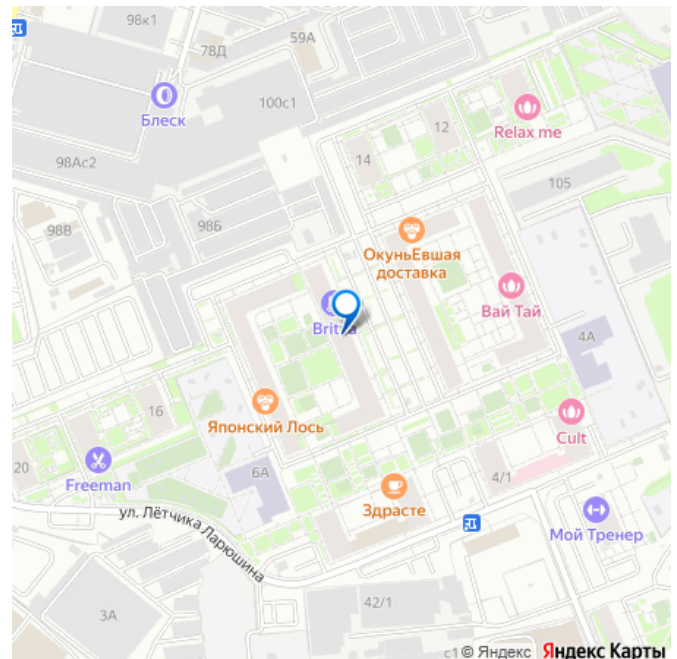 98к1
59А
78Д
Блеск
100с1
12
Relax me
14
98Ас2
105
98Б
98В
ОкуньЕвшая
доставка
Вай Тай
4А
Японский Лось
16
Cult
20
Freeman
6А
4/1
Здрасте
ул. Лётчика Ларюшина
Мой Тренер
3А
42/1
с1
© Яндекс Яндекс Карты